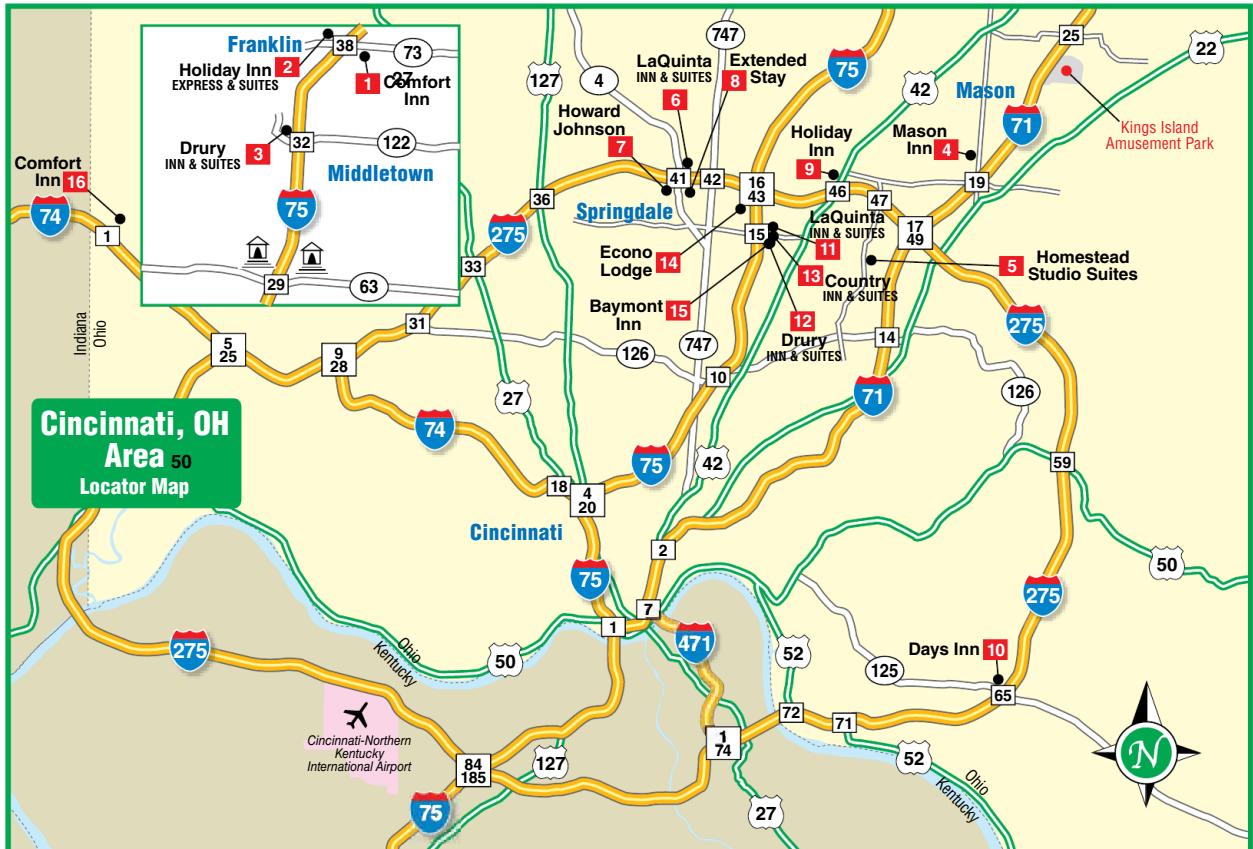 Franklin
38
73
27
Holiday Inn
EXPRESS & SUITES
2
1
Comfort
Inn
Drury
INN & SUITES
3
32
122
Middletown
75
29
63
747
4
127
LaQuinta
INN & SUITES
6
Extended
Stay
8
75
42
25
22
Mason
71
Kings Island
Amusement Park
Howard
Johnson
7
Holiday
Inn
9
Mason
Inn
4
Comfort
Inn
16
74
1
36
41
42
16
43
46
47
19
Springdale
275
33
15
LaQuinta
INN & SUITES
11
17
49
Econo
Lodge
14
13
Country
INN & SUITES
5
Homestead
Studio Suites
Baymont
Inn
15
12
Drury
INN & SUITES
275
Indiana
Ohio
5
25
9
28
31
126
747
10
14
126
27
71
74
Cincinnati, OH
Area
50
Locator Map
75
42
59
18
4
20
Cincinnati
2
50
75
275
7
1
471
275
Ohio
Kentucky
50
52
125
Days Inn
10
65
72
71
Cincinnati-Northern
Kentucky
International Airport
1
74
84
185
127
52
N
75
27
Ohio
Kentucky